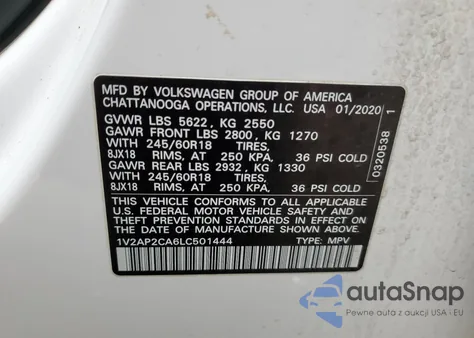 MFD BY VOLKSWAGEN GROUP OF AMERICA
CHATTANOOGA OPERATIONS, LLC. USA 01/2020
GVWR LBS 5622, KG 2550
GAWR FRONT LBS 2800, KG 1270
WITH 245/60R18
8JX18 RIMS, AT 250 KPA, 36 PSI COLD
GAWR REAR LBS 2932, KG 1330
WITH 245/60R18
8JX18 RIMS, AT 250 KPA, 36 PSI COLD
THIS VEHICLE CONFORMS TO ALL APPLICABLE
U.S. FEDERAL MOTOR VEHICLE SAFETY AND
THEFT PREVENTION STANDARDS IN EFFECT ON
THE DATE OF MANUFACTURE SHOWN ABOVE.
1V2AP2CA6LC501444 TYPE: MPV
0320538 1
autoSnap
Pewne auta z aukcji USA i EU